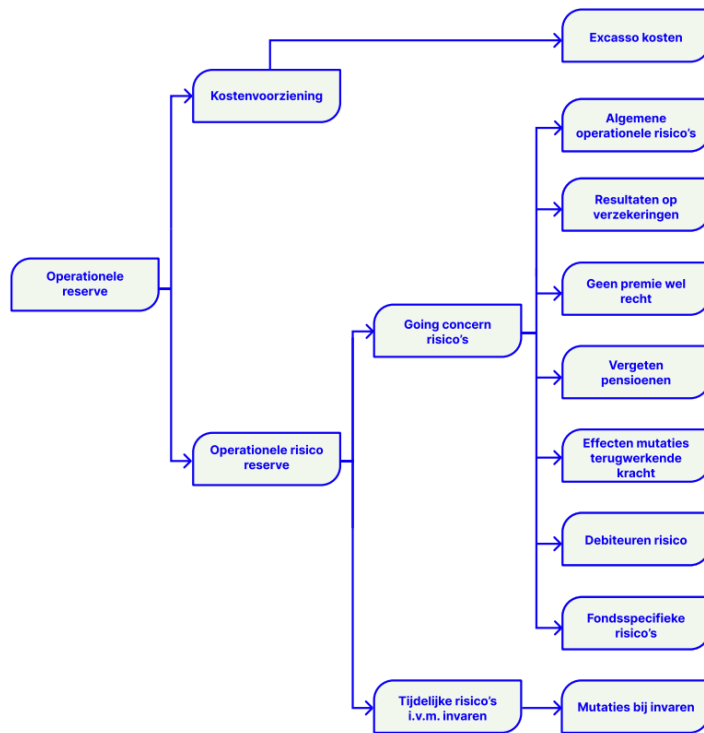 Excasso kosten
Kostenvoorziening
Algemene
operationele risico's
Resultaten op
verzekeringen
Operationele
reserve
Geen premie wel
recht
Going concern
risico's
Vergeten
pensioenen
Operationele risico
reserve
Effecten mutaties
terugwerkende
kracht
Debiteuren risico
Fondsspecifieke
risico's
Tijdelijke risico's
i.v.m. invaren
Mutaties bij invaren